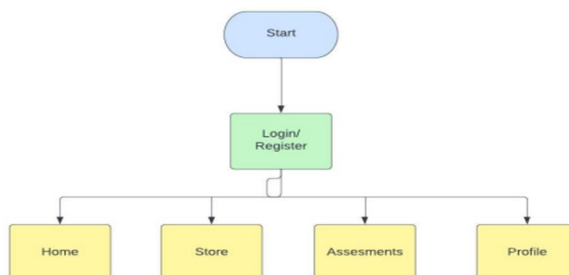 Start
Login/
Register
Home
Store
Assesments
Profile